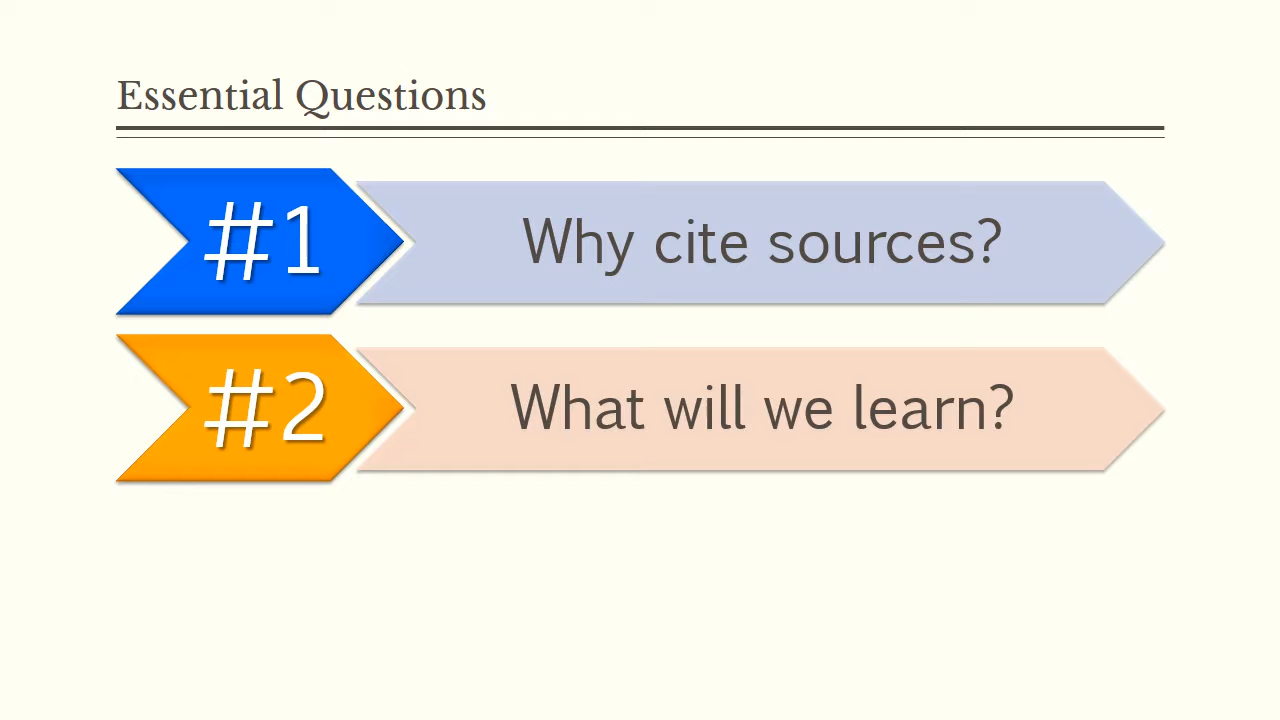 Essential Questions
#1 Why cite sources?
#2 What will we learn?